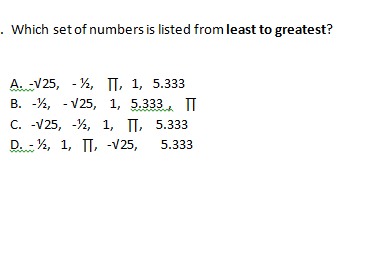 . Which set of numbers is listed from least to greatest?
A. -√25, - ½, ∏, 1, 5.333
B. -½, - √25, 1, 5.333, ∏
C. -√25, -½, 1, ∏, 5.333
D. - ½, 1, ∏, -√25, 5.333